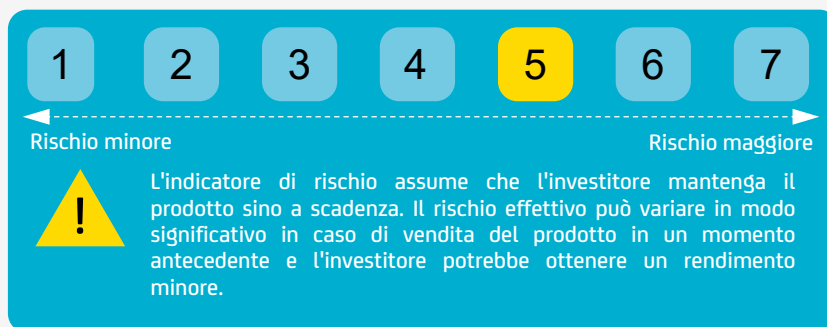 1 2 3 4 5 6 7
Rischio minore Rischio maggiore
!
L'indicatore di rischio assume che l'investitore mantenga il
prodotto sino a scadenza. Il rischio effettivo può variare in modo
significativo in caso di vendita del prodotto in un momento
antecedente e l'investitore potrebbe ottenere un rendimento
minore.